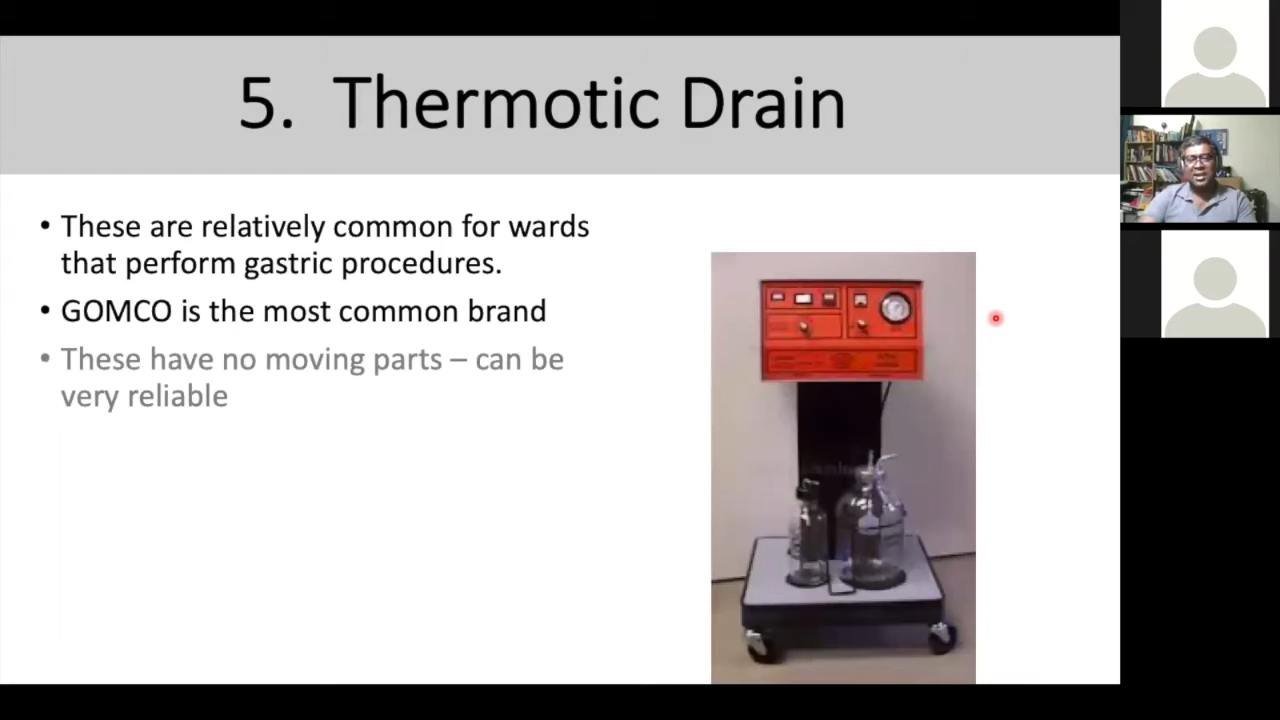 5. Thermotic Drain
• These are relatively common for wards
that perform gastric procedures.
• GOMCO is the most common brand
• These have no moving parts – can be
very reliable